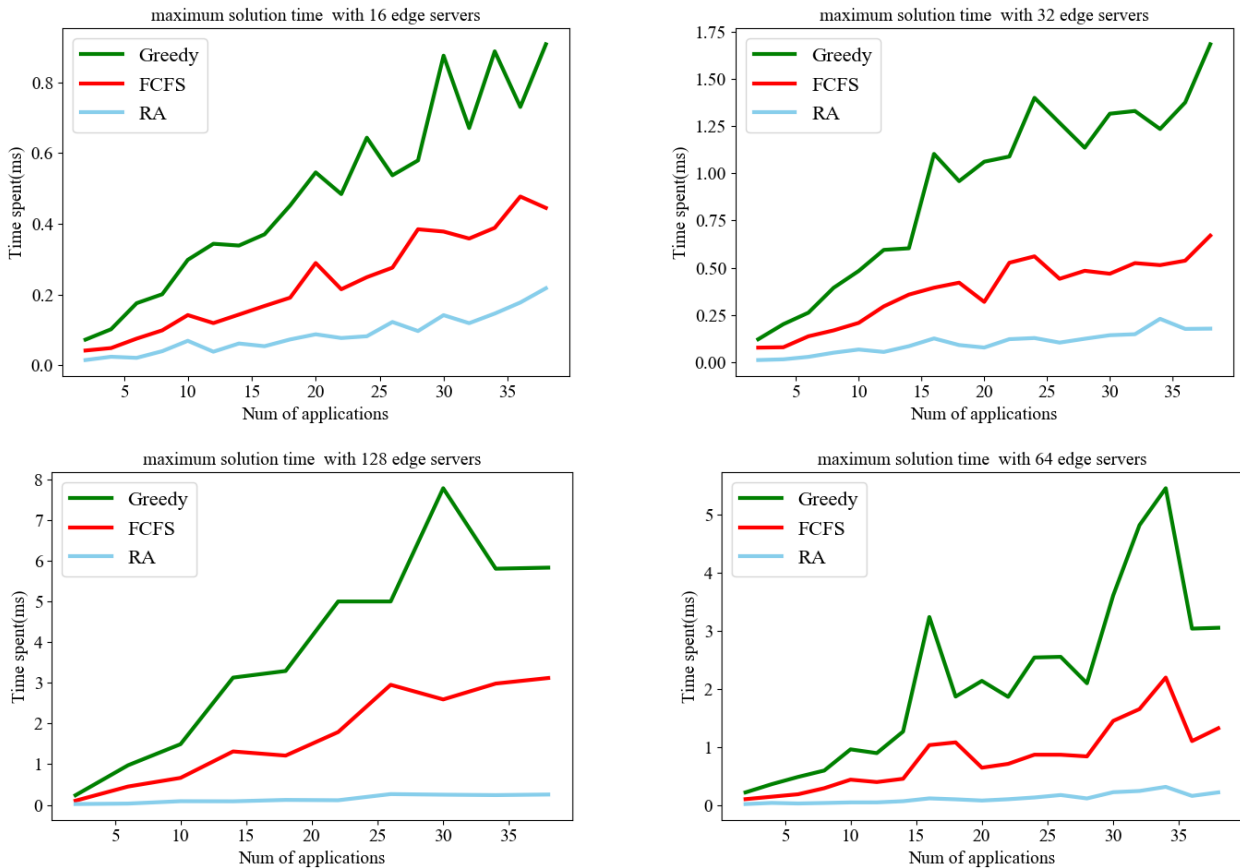 maximum solution time with 16 edge servers
Greedy
FCFS
RA
0.8
0.6
0.4
0.2
0.0
Time spent(ms)
5 10 15 20 25 30 35
Num of applications
maximum solution time with 32 edge servers
Greedy
FCFS
RA
1.75
1.50
1.25
1.00
0.75
0.50
0.25
0.00
Time spent(ms)
5 10 15 20 25 30 35
Num of applications
maximum solution time with 128 edge servers
Greedy
FCFS
RA
8
7
6
5
4
3
2
1
0
Time spent(ms)
5 10 15 20 25 30 35
Num of applications
maximum solution time with 64 edge servers
Greedy
FCFS
RA
5
4
3
2
1
0
Time spent(ms)
5 10 15 20 25 30 35
Num of applications